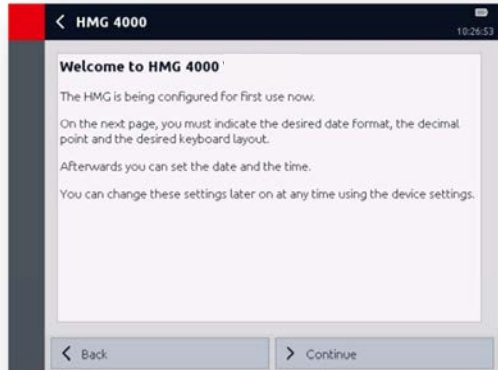 HMG 4000
10:26:53
Welcome to HMG 4000
The HMG is being configured for first use now.
On the next page, you must indicate the desired date format, the decimal
point and the desired keyboard layout.
Afterwards you can set the date and the time.
You can change these settings later on at any time using the device settings.
Back
Continue